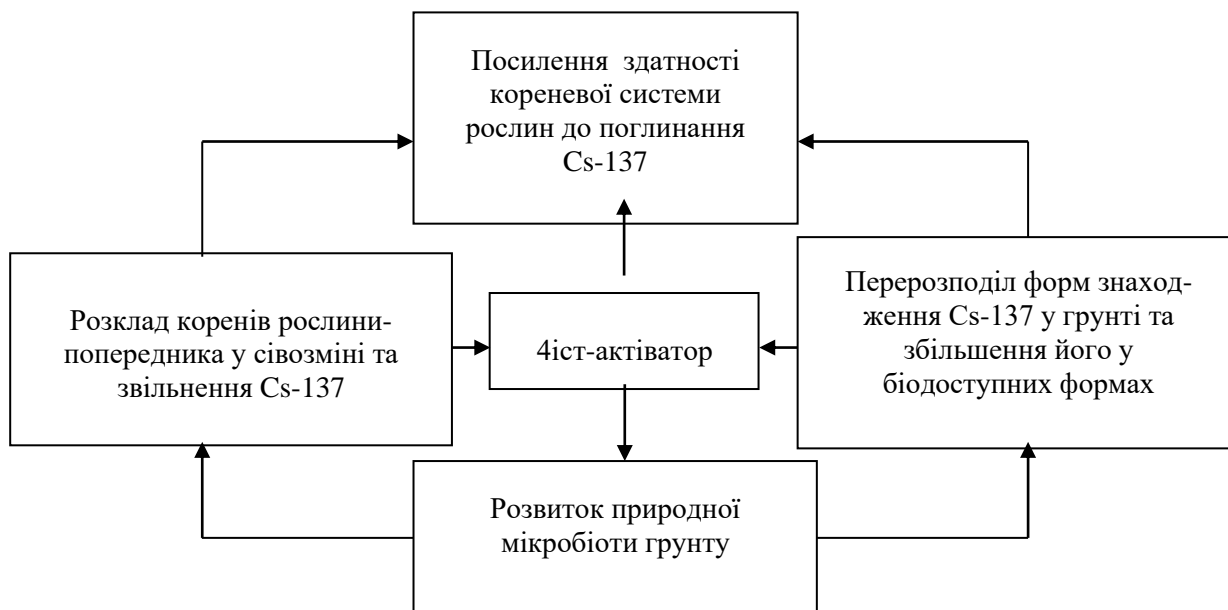 Посилення здатності
кореневої системи
рослин до поглинання
Cs-137
Розклад коренів рослини-
попередника у сівозміні та
звільнення Cs-137
4іст-актіватор
Перерозподіл форм знаход-
ження Cs-137 у грунті та
збільшення його у
біодоступних формах
Розвиток природної
мікробіоти грунту